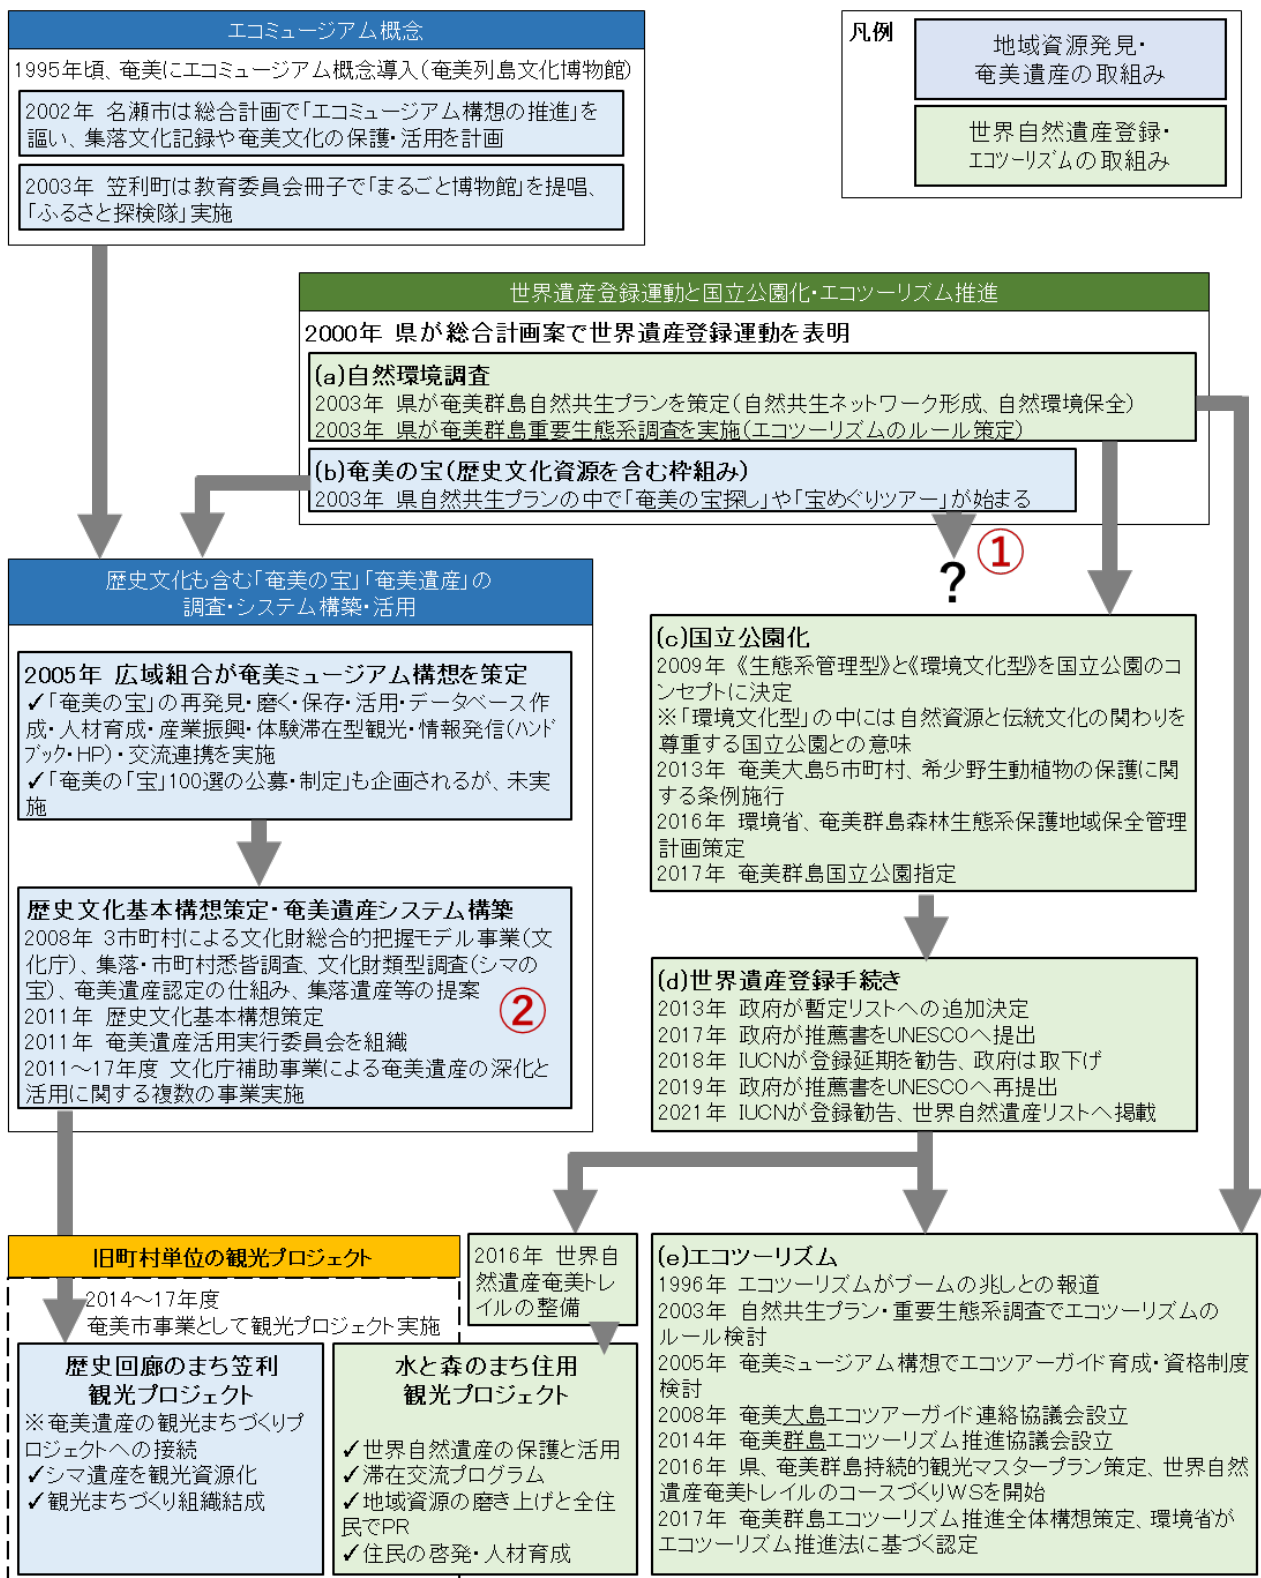 エコミュージアム概念
1995年頃、奄美にエコミュージアム概念導入(奄美列島文化博物館)
2002年 名瀬市は総合計画で「エコミュージアム構想の推進」を
謳い、集落文化記録や奄美文化の保護・活用を計画
2003年 笠利町は教育委員会冊子で「まるごと博物館」を提唱、
「ふるさと探検隊」実施
凡例
地域資源発見・
奄美遺産の取組み
世界自然遺産登録・
エコツーリズムの取組み
世界遺産登録運動と国立公園化・エコツーリズム推進
2000年 県が総合計画案で世界遺産登録運動を表明
(a)自然環境調査
2003年 県が奄美群島自然共生プランを策定(自然共生ネットワーク形成、自然環境保全)
2003年 県が奄美群島重要生態系調査を実施(エコツーリズムのルール策定)
(b)奄美の宝(歴史文化資源を含む枠組み)
2003年 県自然共生プランの中で「奄美の宝探し」や「宝めぐりツアー」が始まる
①
?
歴史文化も含む「奄美の宝」「奄美遺産」の
調査・システム構築・活用
2005年 広域組合が奄美ミュージアム構想を策定
✓「奄美の宝」の再発見・磨く・保存・活用・データベース作
成・人材育成・産業振興・体験滞在型観光・情報発信(ハンド
ブック・HP)・交流連携を実施
✓「奄美の「宝」100選の公募・制定」も企画されるが、未実
施
歴史文化基本構想策定・奄美遺産システム構築
2008年 3市町村による文化財総合的把握モデル事業(文
化庁)、集落・市町村悉皆調査、文化財類型調査(シマの
宝)、奄美遺産認定の仕組み、集落遺産等の提案
2011年 歴史文化基本構想策定
2011年 奄美遺産活用実行委員会を組織
2011~17年度 文化庁補助事業による奄美遺産の深化と
活用に関する複数の事業実施
②
(c)国立公園化
2009年 《生態系管理型》と《環境文化型》を国立公園のコ
ンセプトに決定
※「環境文化型」の中には自然資源と伝統文化の関わりを
尊重する国立公園との意味
2013年 奄美大島5市町村、希少野生動植物の保護に関
する条例施行
2016年 環境省、奄美群島森林生態系保護地域保全管理
計画策定
2017年 奄美群島国立公園指定
(d)世界遺産登録手続き
2013年 政府が暫定リストへの追加決定
2017年 政府が推薦書をUNESCOへ提出
2018年 IUCNが登録延期を勧告、政府は取下げ
2019年 政府が推薦書をUNESCOへ再提出
2021年 IUCNが登録勧告、世界自然遺産リストへ掲載
旧町村単位の観光プロジェクト
2014~17年度
奄美市事業として観光プロジェクト実施
歴史回廊のまち笠利
観光プロジェクト
※奄美遺産の観光まちづくりプ
ロジェクトへの接続
✓シマ遺産を観光資源化
✓観光まちづくり組織結成
2016年 世界自
然遺産奄美トレ
イルの整備
水と森のまち住用
観光プロジェクト
✓世界自然遺産の保護と活用
✓滞在交流プログラム
✓地域資源の磨き上げと全住
民でPR
✓住民の啓発・人材育成
(e)エコツーリズム
1996年 エコツーリズムがブームの兆しとの報道
2003年 自然共生プラン・重要生態系調査でエコツーリズムの
ルール検討
2005年 奄美ミュージアム構想でエコツアーガイド育成・資格制度
検討
2008年 奄美大島エコツアーガイド連絡協議会設立
2014年 奄美群島エコツーリズム推進協議会設立
2016年 県、奄美群島持続的観光マスタープラン策定、世界自然
遺産奄美トレイルのコースづくりWSを開始
2017年 奄美群島エコツーリズム推進全体構想策定、環境省が
エコツーリズム推進法に基づく認定